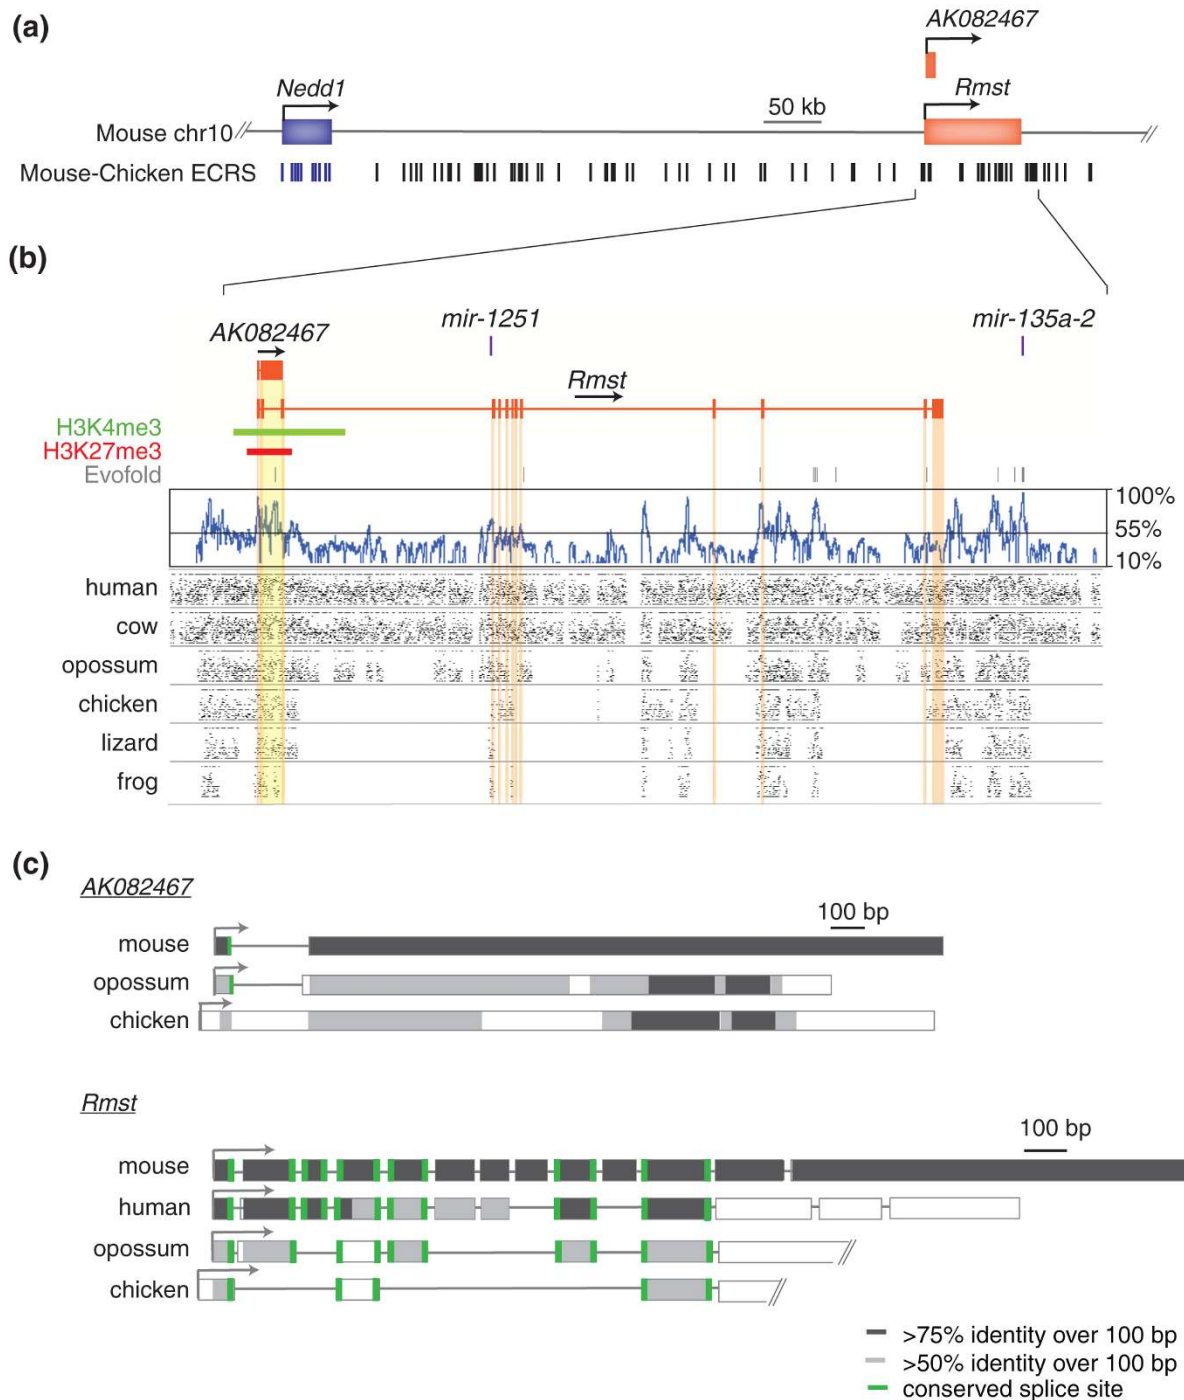 (a)
AK082467
Nedd1
Rmst
50 kb
Mouse chr10
Mouse-Chicken ECRS
(b)
mir-1251
mir-135a-2
AK082467
Rmst
H3K4me3
H3K27me3
Evofold
100%
55%
10%
human
cow
opossum
chicken
lizard
frog
(c)
AK082467
100 bp
mouse
opossum
chicken
Rmst
100 bp
mouse
human
opossum
chicken
>75% identity over 100 bp
>50% identity over 100 bp
conserved splice site